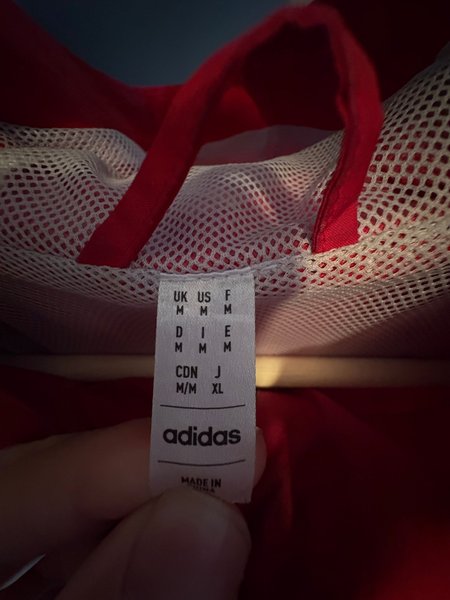 UK US F
M M M
D I E
M M M
CDN J
M/M XL
adidas
MADE IN